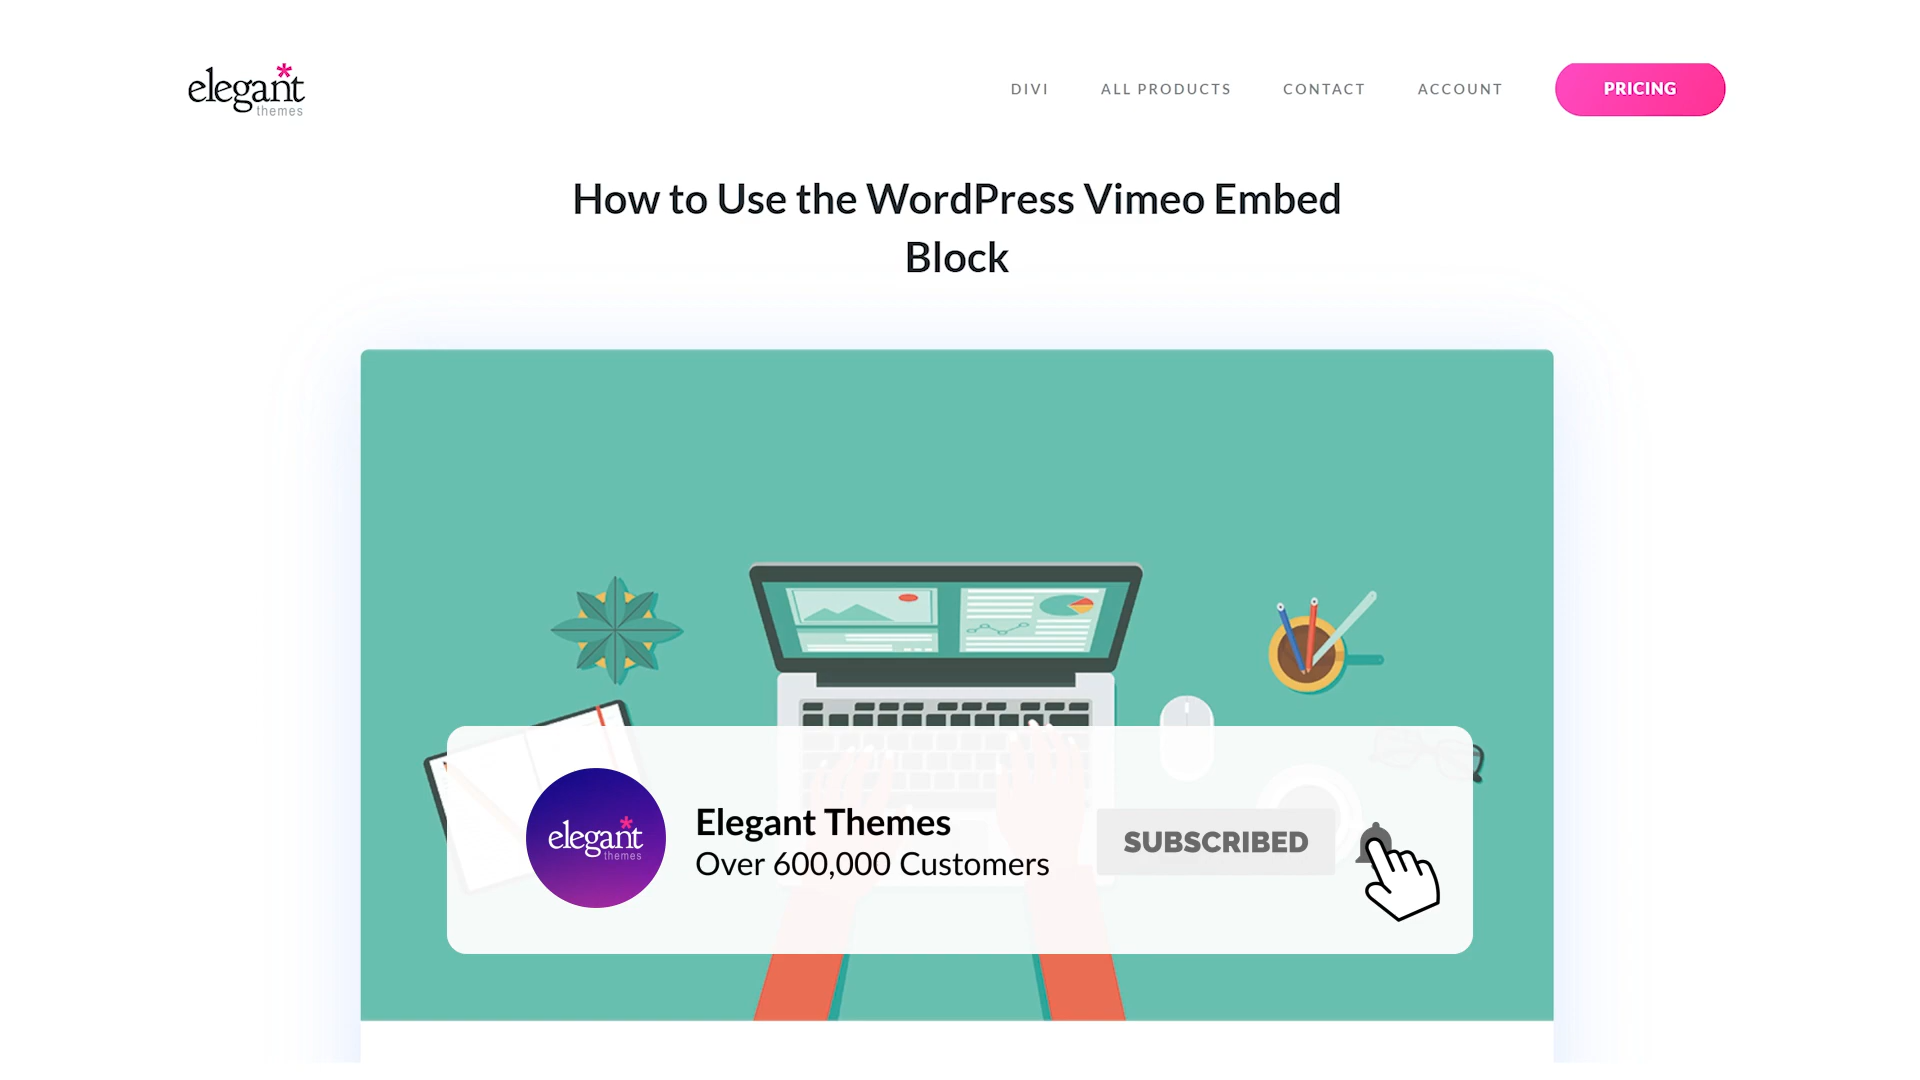 elegant
themes
DIVI
ALL PRODUCTS
CONTACT
ACCOUNT
PRICING
How to Use the WordPress Vimeo Embed
Block
elegant
themes
Elegant Themes
Over 600,000 Customers
SUBSCRIBED